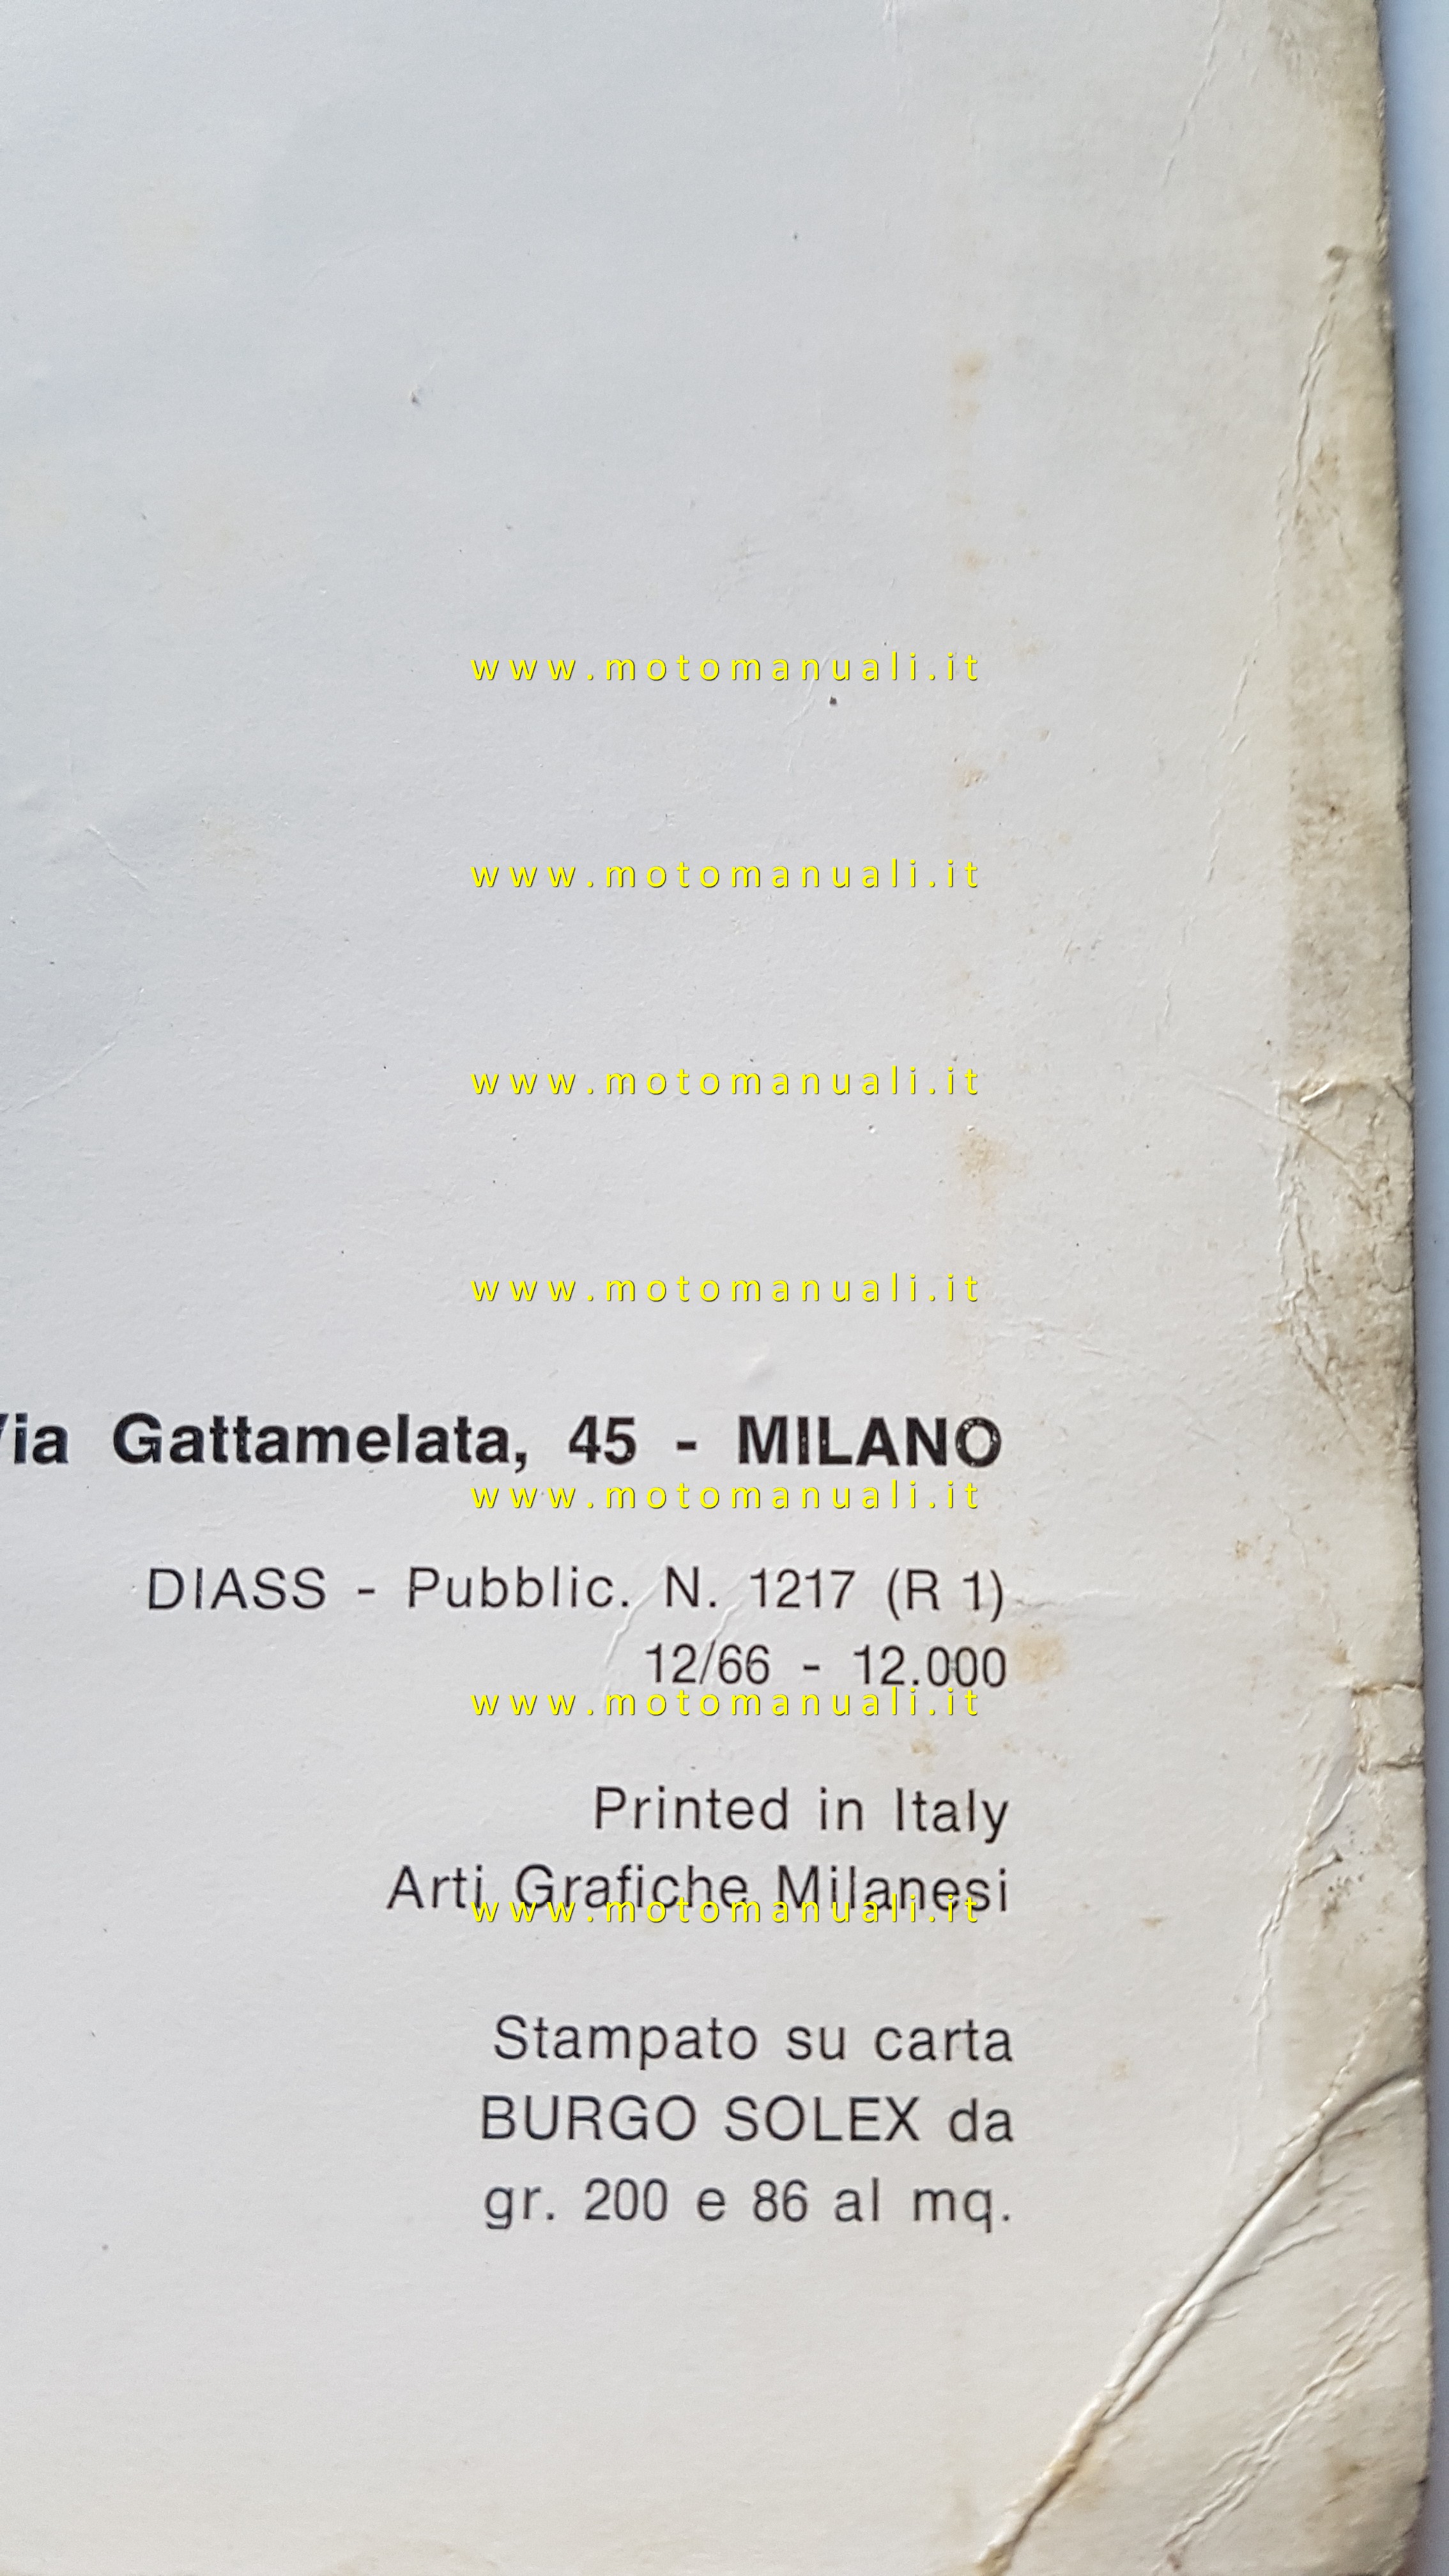 www.motomanuali.it
www.motomanuali.it
www.motomanuali.it
www.motomanuali.it
Via Gattamelata, 45 - MILANO
www.motomanuali.it
DIASS - Pubblic. N. 1217 (R 1)
12/66 - 12.000
www.motomanuali.it
Printed in Italy
Arti Grafiche Milanesi
www.motomanuali.it
Stampato su carta
BURGO SOLEX da
gr. 200 e 86 al mq.